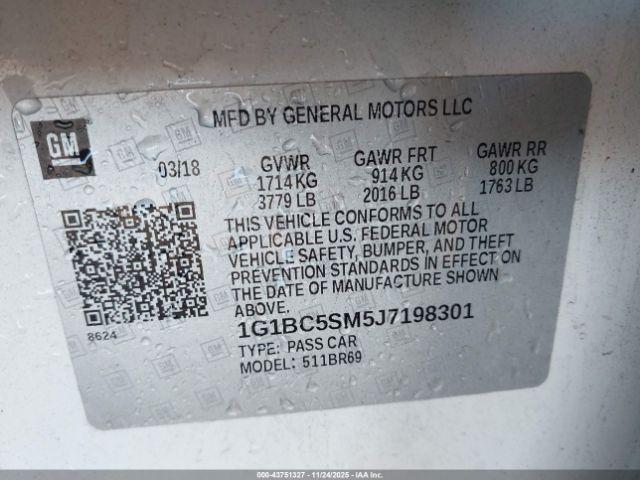 MFD BY GENERAL MOTORS LLC
GM
03/18 GVWR GAWR FRT GAWR RR
1714 KG 914 KG 800 KG
3779 LB 2016 LB 1763 LB
THIS VEHICLE CONFORMS TO ALL
APPLICABLE U.S. FEDERAL MOTOR
VEHICLE SAFETY, BUMPER, AND THEFT
PREVENTION STANDARDS IN EFFECT ON
THE DATE OF MANUFACTURE SHOWN
ABOVE.
8624
1G1BC5SM5J7198301
TYPE: PASS CAR
MODEL: 511BR69
000-43751327 - 11/24/2025 - IAAI.COM